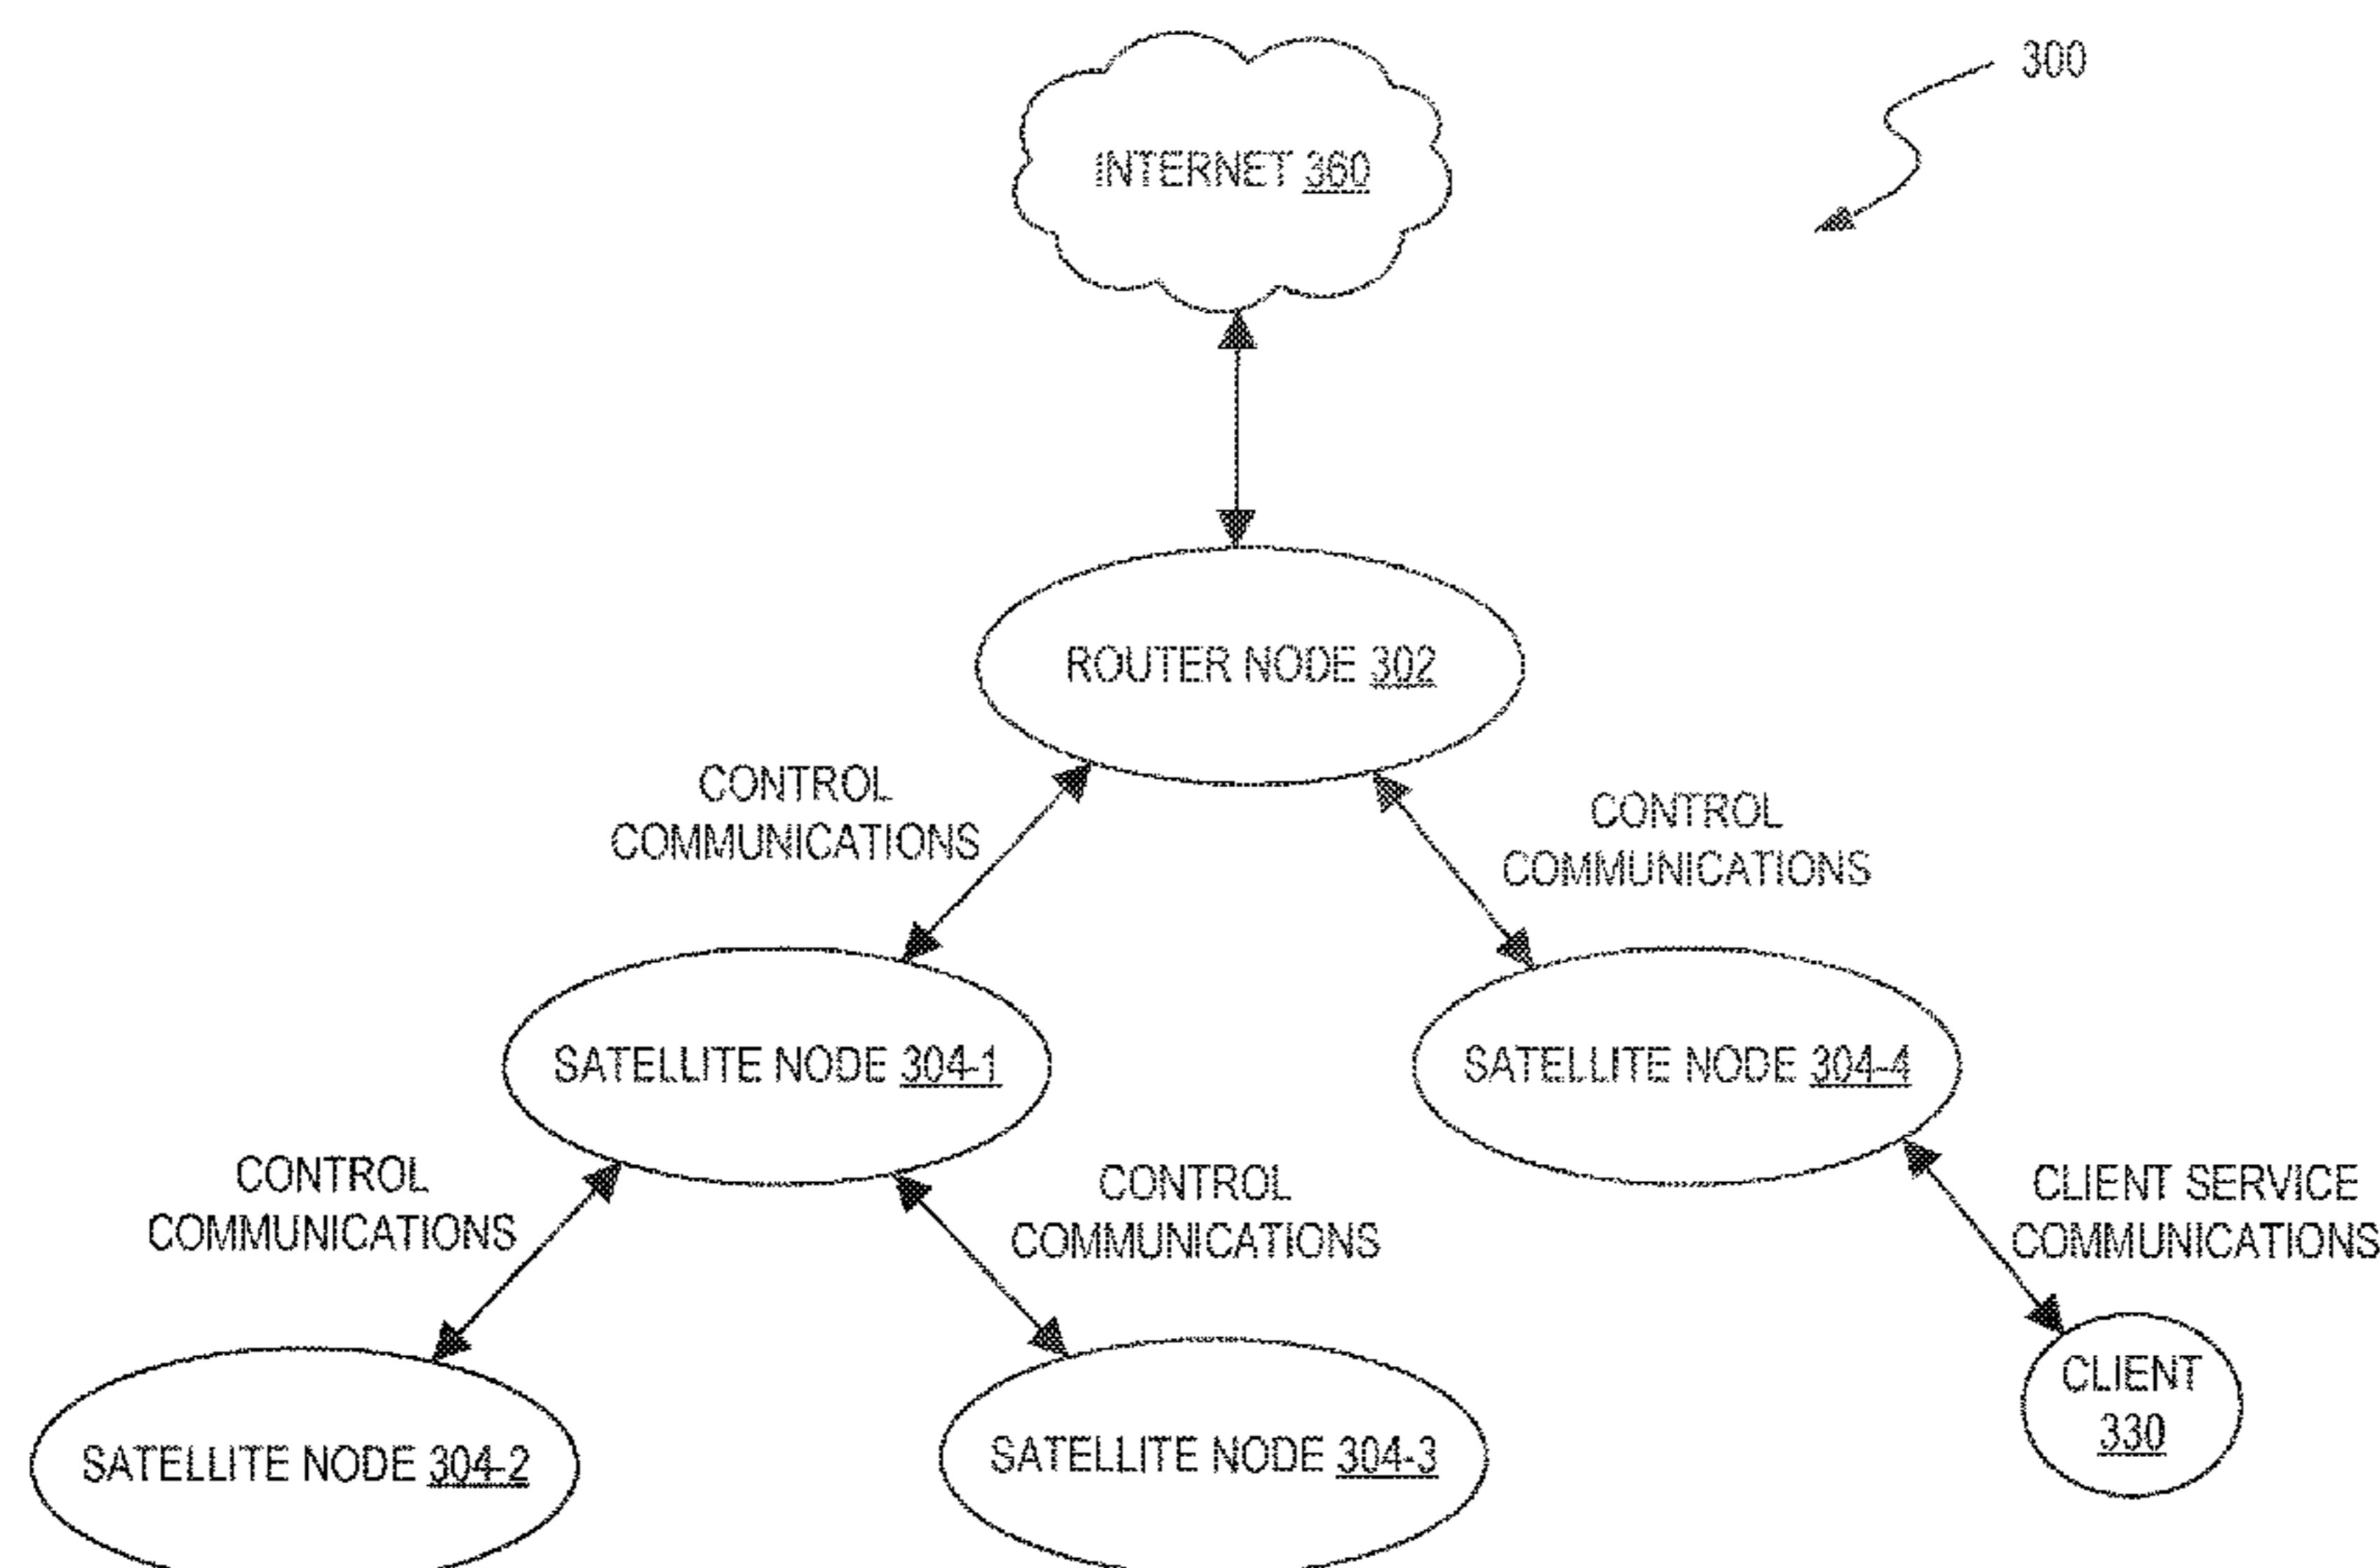 300
INTERNET 360
ROUTER NODE 302
CONTROL
COMMUNICATIONS
CONTROL
COMMUNICATIONS
SATELLITE NODE 304-1
SATELLITE NODE 304-4
CONTROL
COMMUNICATIONS
CONTROL
COMMUNICATIONS
CLIENT SERVICE
COMMUNICATIONS
SATELLITE NODE 304-2
SATELLITE NODE 304-3
CLIENT
330